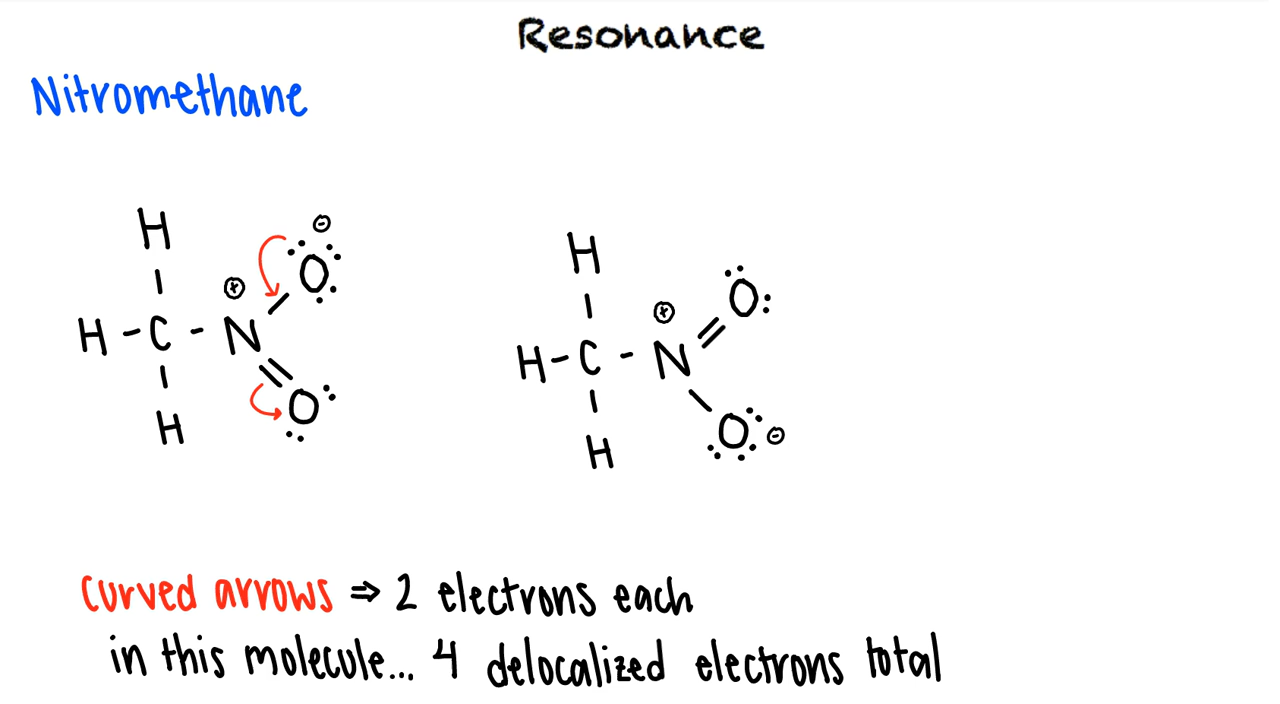 Resonance
Nitromethane
H
H - C - N
O
O
H
H
H - C - N
O
O
H
curved arrows ⇒ 2 electrons each
in this molecule... 4 delocalized electrons total